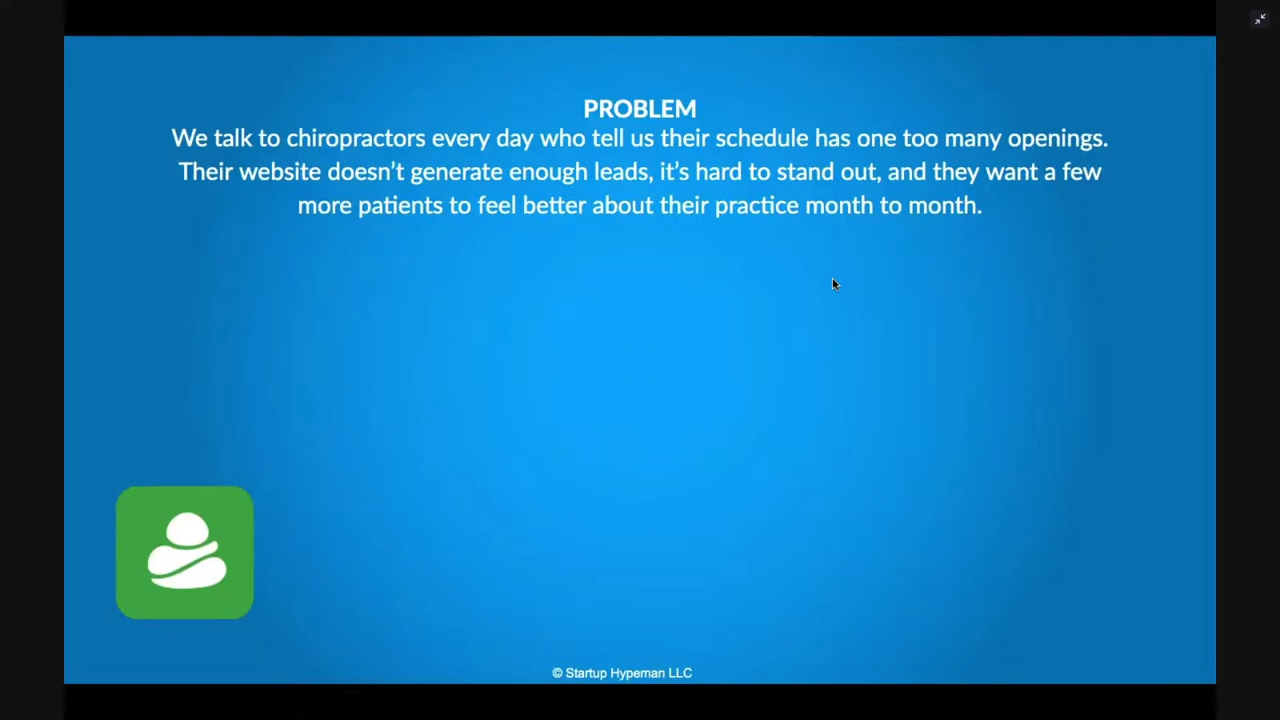 PROBLEM
We talk to chiropractors every day who tell us their schedule has one too many openings.
Their website doesn’t generate enough leads, it’s hard to stand out, and they want a few
more patients to feel better about their practice month to month.
© Startup Hypeman LLC